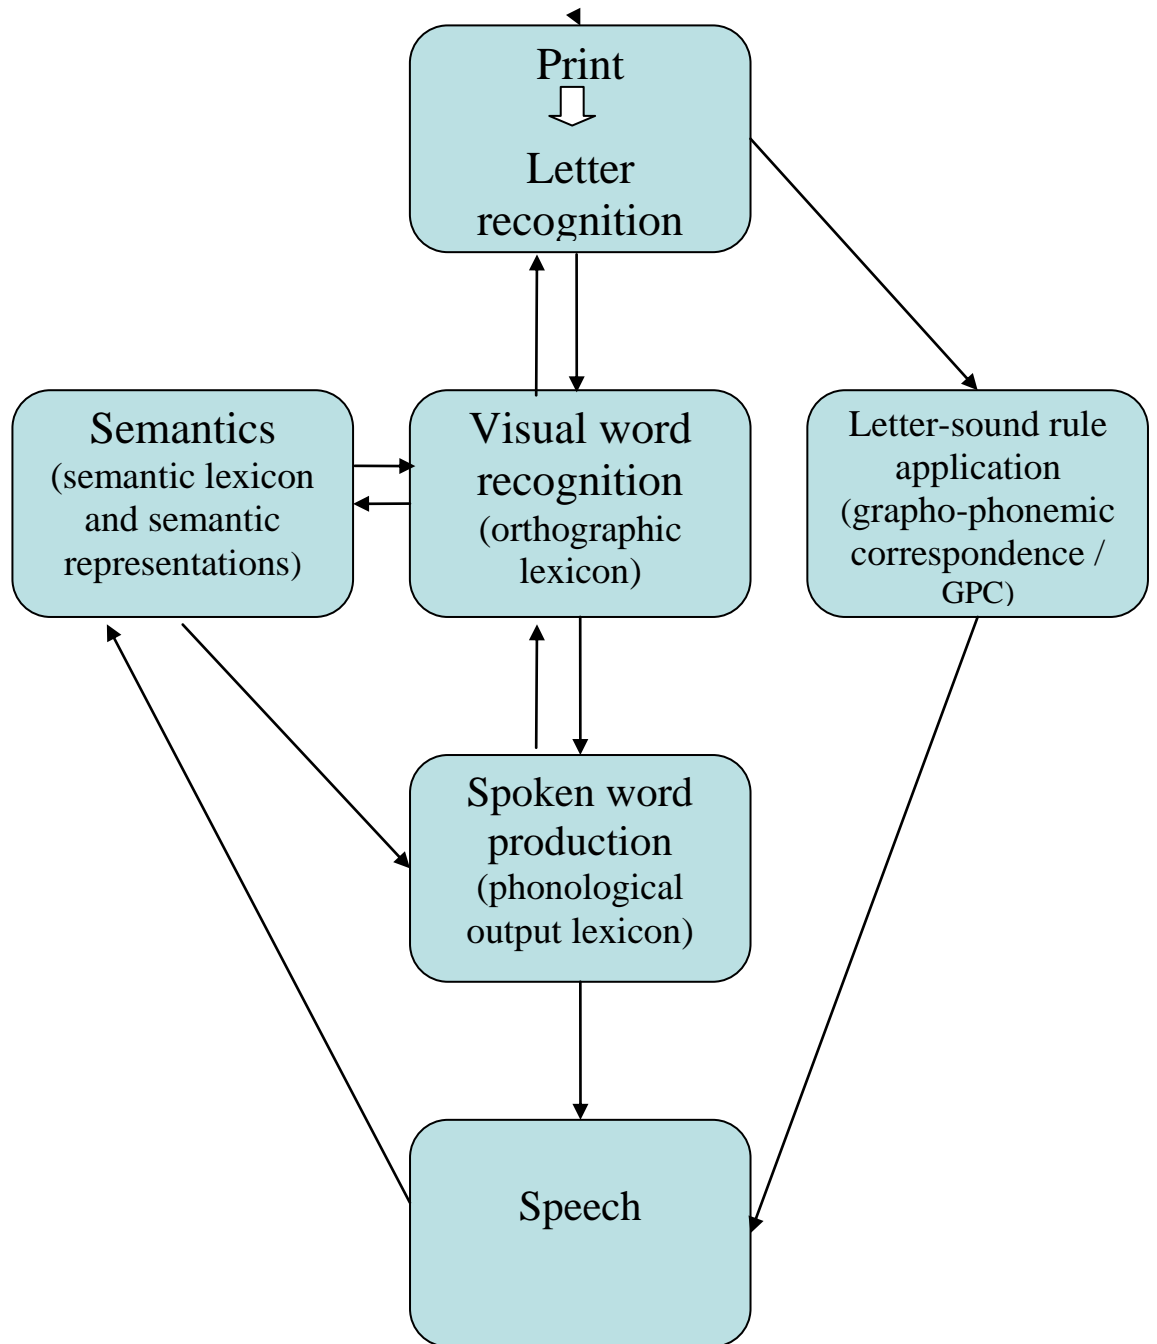 Print
Letter
recognition
Semantics
(semantic lexicon
and semantic
representations)
Visual word
recognition
(orthographic
lexicon)
Letter-sound rule
application
(grapho-phonemic
correspondence /
GPC)
Spoken word
production
(phonological
output lexicon)
Speech